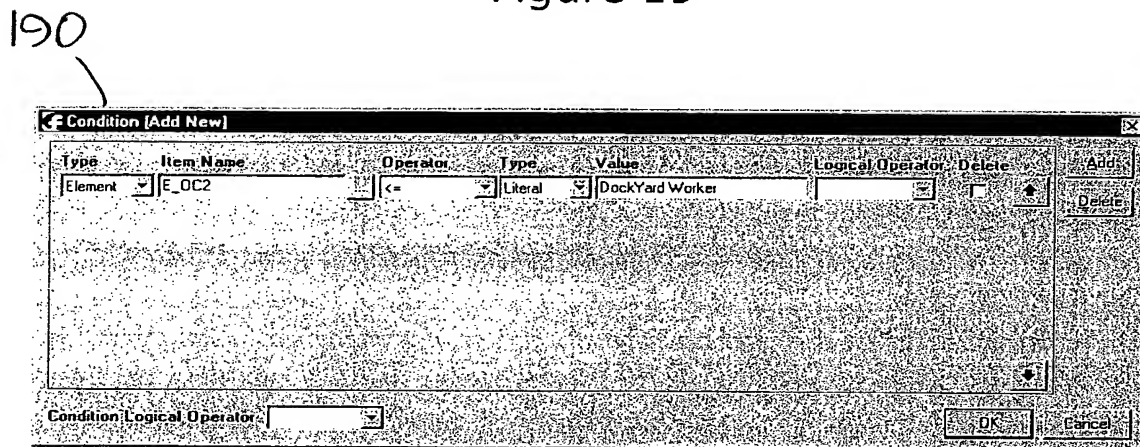 190
Condition [Add New]
Type Item Name Operator Type Value Logical Operator Delete
Element E_OC2 <= Literal DockYard Worker
Add
Delete
Condition Logical Operator
OK Cancel